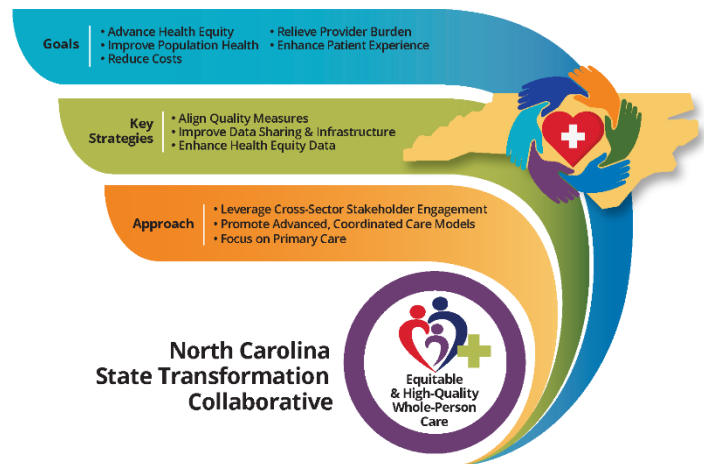 Goals
• Advance Health Equity
• Improve Population Health
• Reduce Costs
• Relieve Provider Burden
• Enhance Patient Experience
Key
Strategies
• Align Quality Measures
• Improve Data Sharing & Infrastructure
• Enhance Health Equity Data
Approach
• Leverage Cross-Sector Stakeholder Engagement
• Promote Advanced, Coordinated Care Models
• Focus on Primary Care
North Carolina
State Transformation
Collaborative
Equitable
& High-Quality
Whole-Person
Care